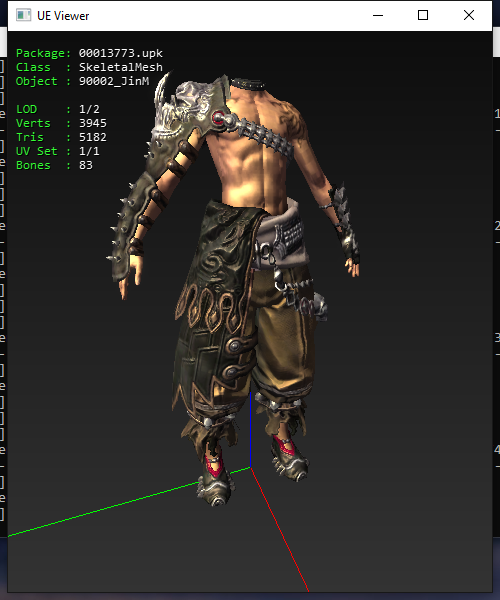 UE Viewer
Package: 00013773.upk
Class  : SkeletalMesh
Object : 90002_JinM
LOD    : 1/2
Verts  : 3945
Tris   : 5182
UV Set : 1/1
Bones  : 83